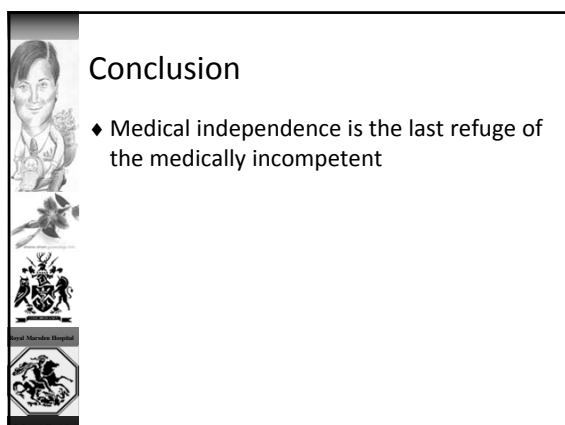 Conclusion
♦ Medical independence is the last refuge of
the medically incompetent
Royal Marsden Hospital